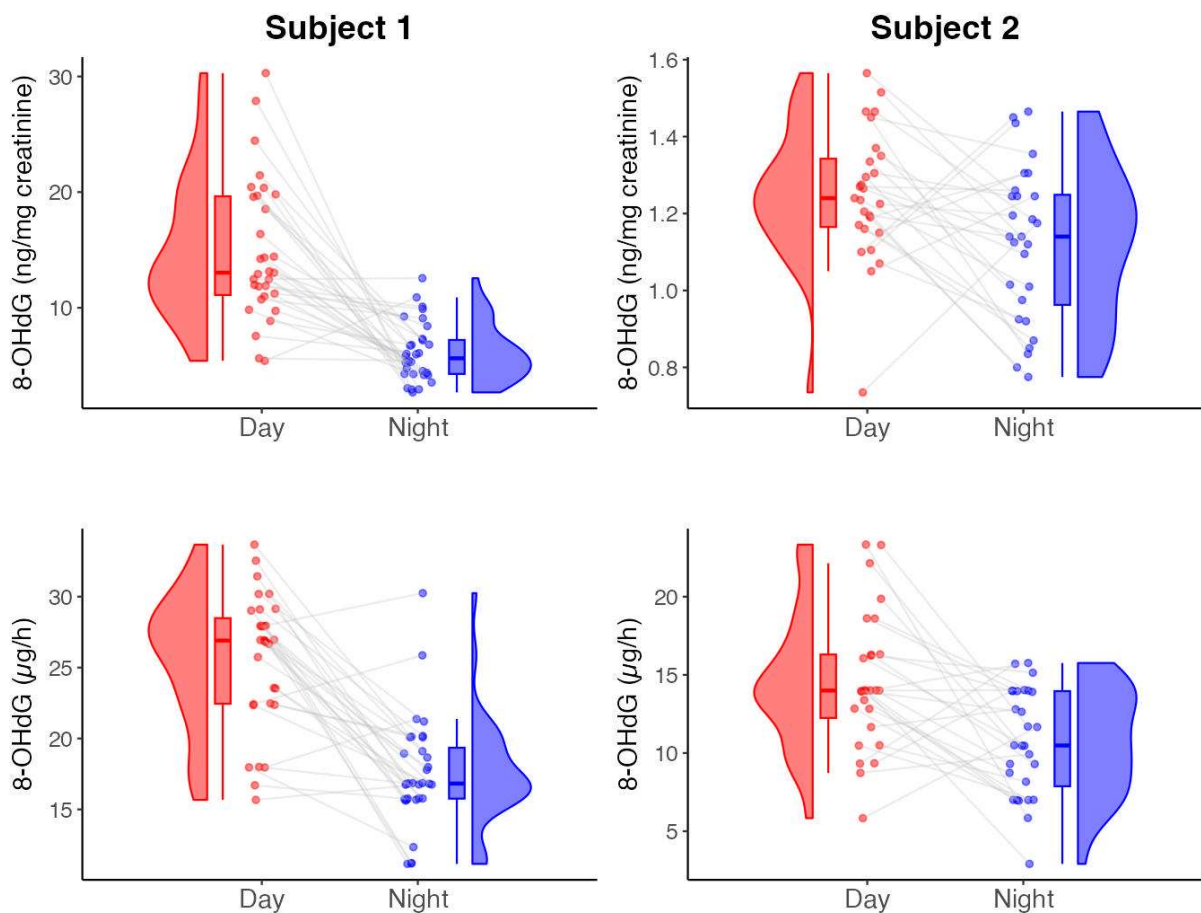 Subject 1
Subject 2
8-OHdG (ng/mg creatinine)
30
20
10
Day
Night
8-OHdG (ng/mg creatinine)
1.6
1.4
1.2
1.0
0.8
Day
Night
8-OHdG (µg/h)
30
25
20
15
Day
Night
8-OHdG (µg/h)
20
15
10
5
Day
Night